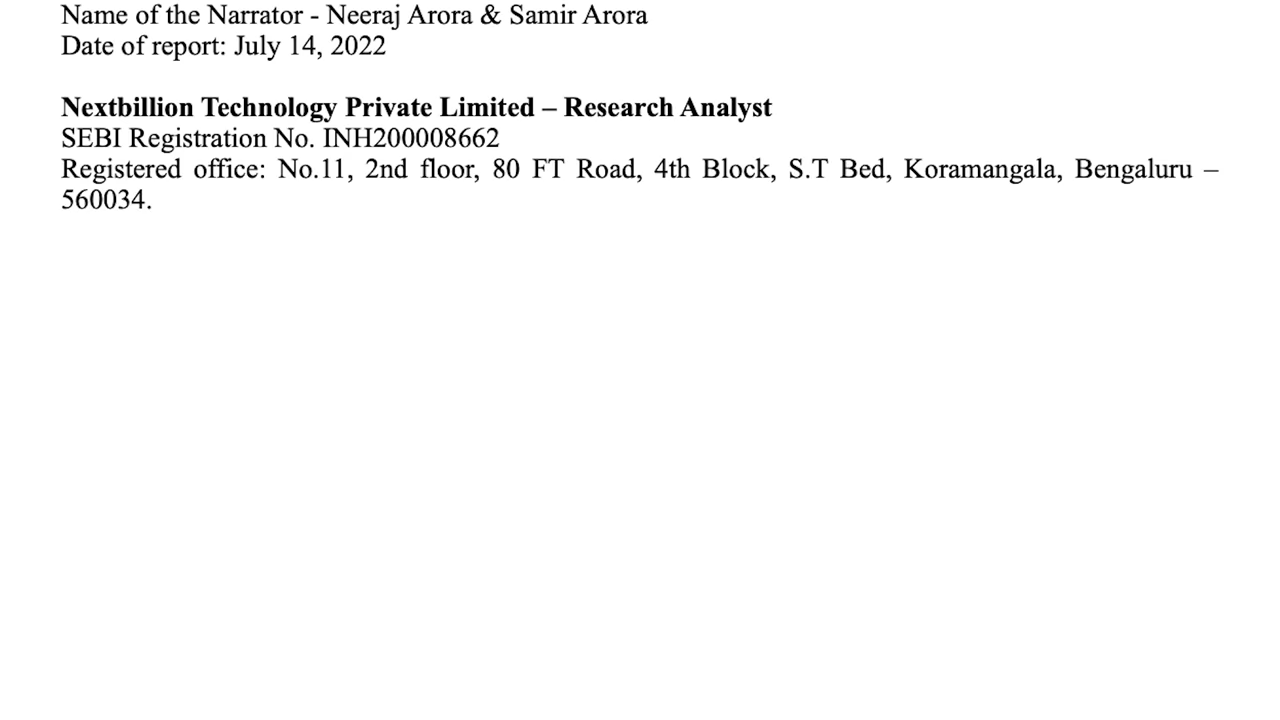 Name of the Narrator - Neeraj Arora & Samir Arora
Date of report: July 14, 2022
Nextbillion Technology Private Limited – Research Analyst
SEBI Registration No. INH200008662
Registered office: No.11, 2nd floor, 80 FT Road, 4th Block, S.T Bed, Koramangala, Bengaluru –
560034.